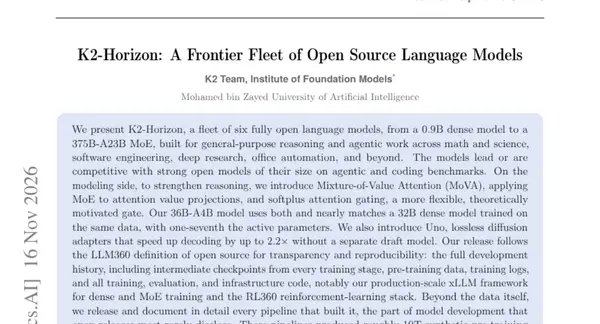 K2-Horizon: A Frontier Fleet of Open Source Language Models
K2 Team, Institute of Foundation Models*
Mohamed bin Zayed University of Artificial Intelligence
We present K2-Horizon, a fleet of six fully open language models, from a 0.9B dense model to a
375B-A23B MoE, built for general-purpose reasoning and agentic work across math and science,
software engineering, deep research, office automation, and beyond. The models lead or are
competitive with strong open models of their size on agentic and coding benchmarks. On the
modeling side, to strengthen reasoning, we introduce Mixture-of-Value Attention (MoVA), applying
MoE to attention value projections, and softplus attention gating, a more flexible, theoretically
motivated gate. Our 36B-A4B model uses both and nearly matches a 32B dense model trained on
the same data, with one-seventh the active parameters. We also introduce Uno, lossless diffusion
adapters that speed up decoding by up to 2.2× without a separate draft model. Our release follows
the LLM360 definition of open source for transparency and reproducibility: the full development
history, including intermediate checkpoints from every training stage, pre-training data, training logs,
and all training, release, evaluation, and infrastructure code, notably our production-scale xLLM framework
for dense and MoE training and the RL360 reinforcement-learning stack. Beyond the data itself,
we release and document in detail every pipeline that built it, the part of model development that
cs.AI] 16 Nov 2026